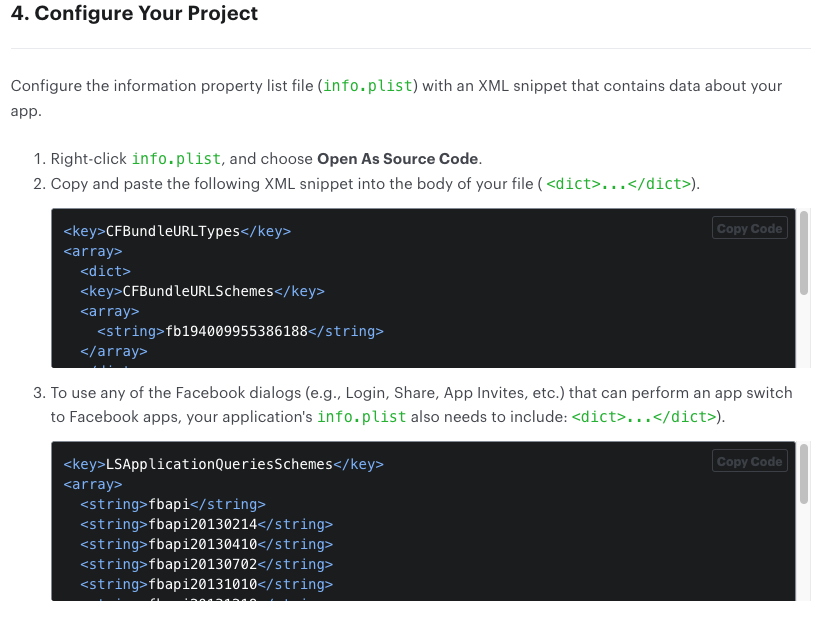 4. Configure Your Project
Configure the information property list file (info.plist) with an XML snippet that contains data about your
app.
1. Right-click info.plist, and choose Open As Source Code.
2. Copy and paste the following XML snippet into the body of your file ( <dict>...</dict>).
Copy Code
<key>CFBundleURLTypes</key>
<array>
<dict>
<key>CFBundleURLSchemes</key>
<array>
<string>fb194009955386188</string>
</array>
3. To use any of the Facebook dialogs (e.g., Login, Share, App Invites, etc.) that can perform an app switch
to Facebook apps, your application's info.plist also needs to include: <dict>...</dict>).
Copy Code
<key>LSApplicationQueriesSchemes</key>
<array>
<string>fbapi</string>
<string>fbapi20130214</string>
<string>fbapi20130410</string>
<string>fbapi20130702</string>
<string>fbapi20131010</string>